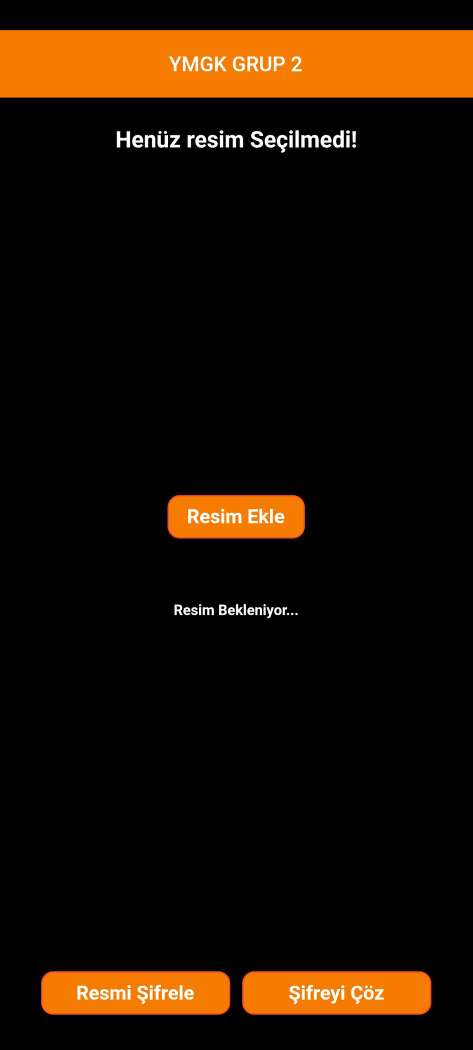 YMGK GRUP 2
Henüz resim Seçilmedi!
Resim Ekle
Resim Bekleniyor...
Resmi Şifrele
Şifreyi Çöz